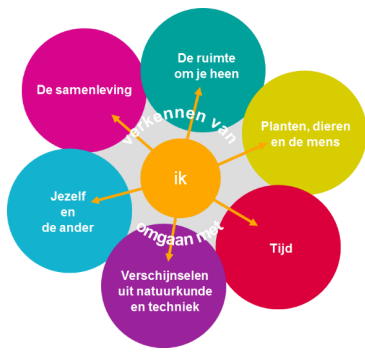 De ruimte
om je heen
De samenleving
Planten, dieren
en de mens
verkennen van
ik
omgaan met
Jezelf
en
de ander
Tijd
Verschijnselen
uit natuurkunde
en techniek